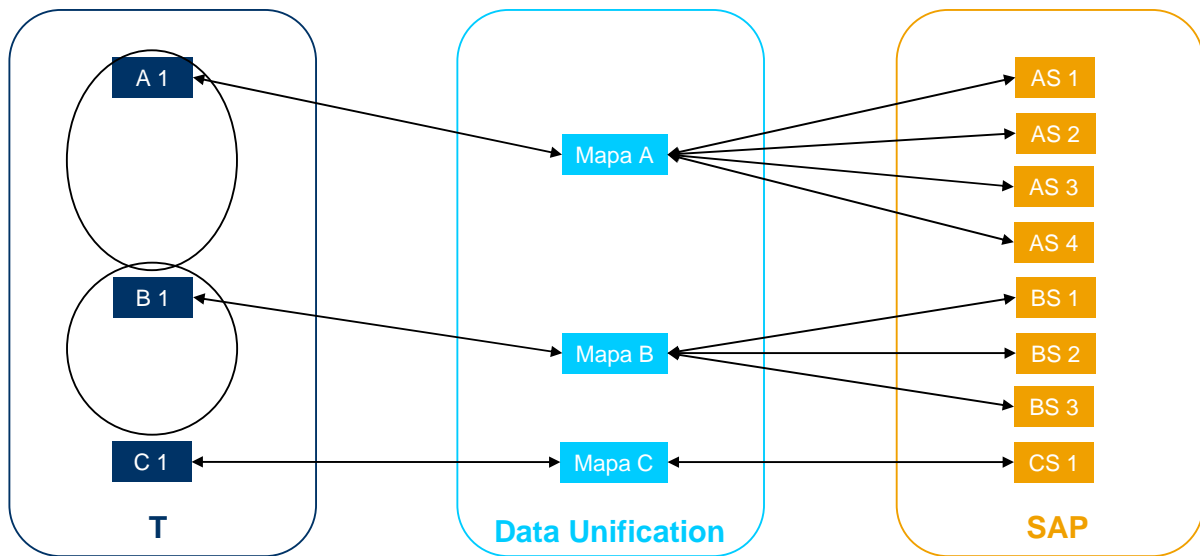 A 1
B 1
C 1
T
Mapa A
Mapa B
Mapa C
Data Unification
AS 1
AS 2
AS 3
AS 4
BS 1
BS 2
BS 3
CS 1
SAP